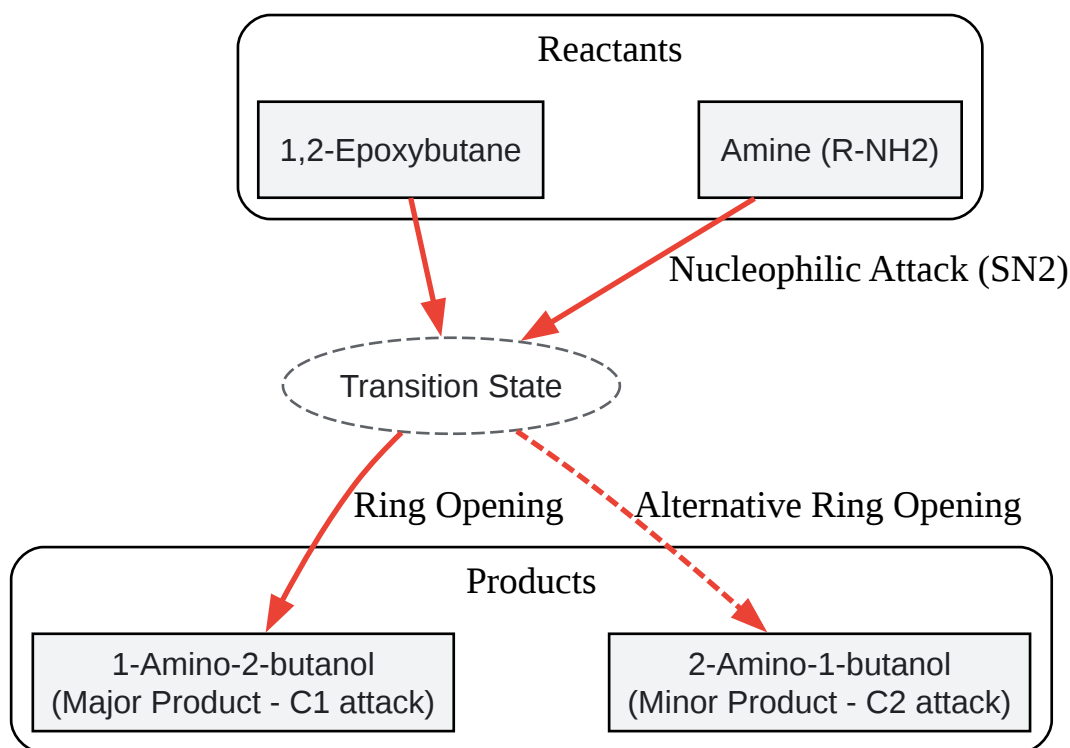 Reactants
1,2-Epoxybutane
Amine (R-NH2)
Nucleophilic Attack (SN2)
Transition State
Ring Opening
Alternative Ring Opening
Products
1-Amino-2-butanol
(Major Product - C1 attack)
2-Amino-1-butanol
(Minor Product - C2 attack)